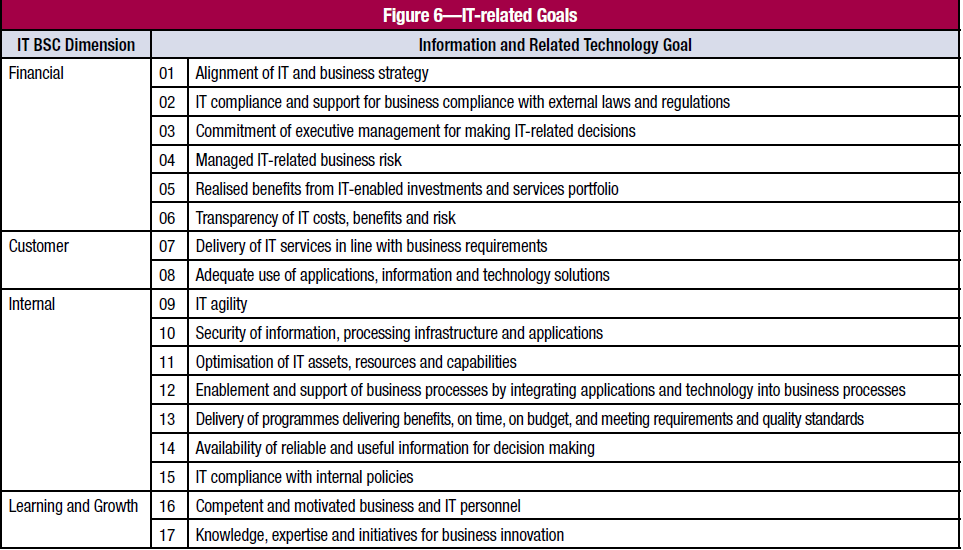 Figure 6—IT-related Goals
IT BSC Dimension Information and Related Technology Goal
Financial 01 Alignment of IT and business strategy
02 IT compliance and support for business compliance with external laws and regulations
03 Commitment of executive management for making IT-related decisions
04 Managed IT-related business risk
05 Realised benefits from IT-enabled investments and services portfolio
06 Transparency of IT costs, benefits and risk
Customer 07 Delivery of IT services in line with business requirements
08 Adequate use of applications, information and technology solutions
Internal 09 IT agility
10 Security of information, processing infrastructure and applications
11 Optimisation of IT assets, resources and capabilities
12 Enablement and support of business processes by integrating applications and technology into business processes
13 Delivery of programmes delivering benefits, on time, on budget, and meeting requirements and quality standards
14 Availability of reliable and useful information for decision making
15 IT compliance with internal policies
Learning and Growth 16 Competent and motivated business and IT personnel
17 Knowledge, expertise and initiatives for business innovation